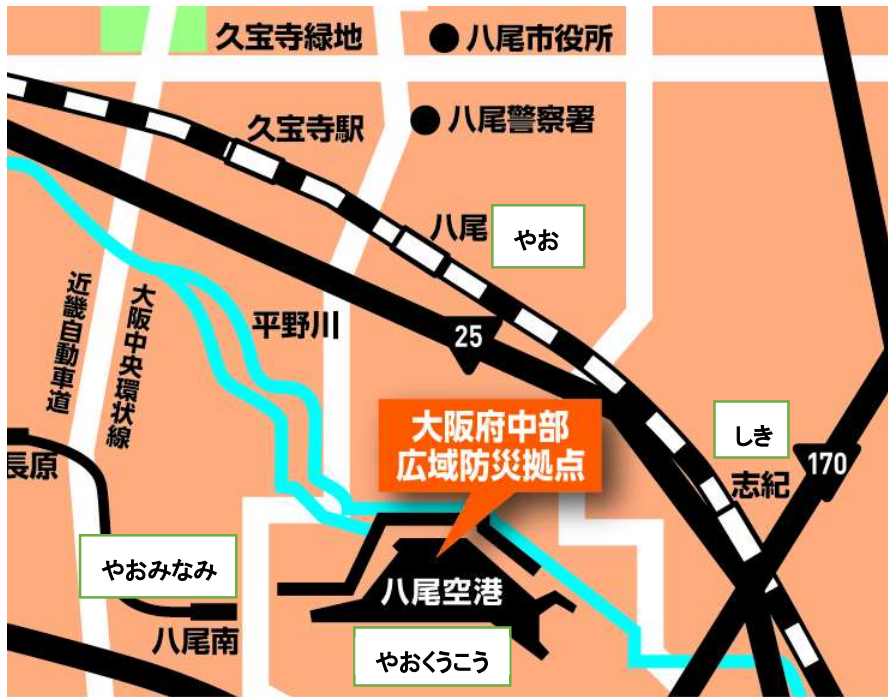 久宝寺緑地
八尾市役所
久宝寺駅
八尾警察署
八尾
やお
近畿自動車道
大阪中央環状線
平野川
25
大阪府中部
広域防災拠点
しき
170
志紀
長原
やおみなみ
八尾南
八尾空港
やおくうこう